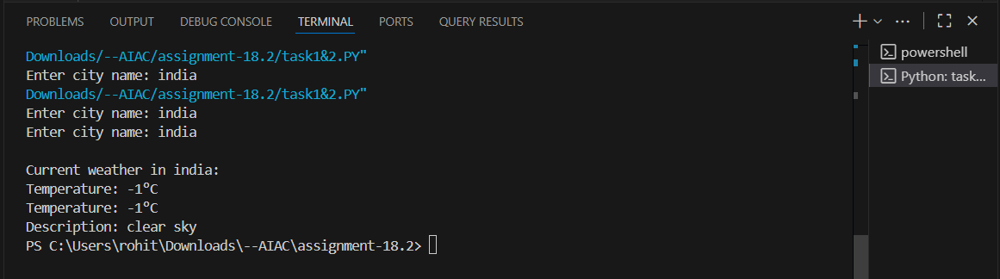 PROBLEMS OUTPUT DEBUG CONSOLE TERMINAL PORTS QUERY RESULTS
Downloads/--AIAC/assignment-18.2/task1&2.PY"
Enter city name: india
Downloads/--AIAC/assignment-18.2/task1&2.PY"
Enter city name: india
Enter city name: india
Current weather in india:
Temperature: -1°C
Temperature: -1°C
Description: clear sky
PS C:\Users\rohit\Downloads\--AIAC\assignment-18.2>
powershell
Python: task...